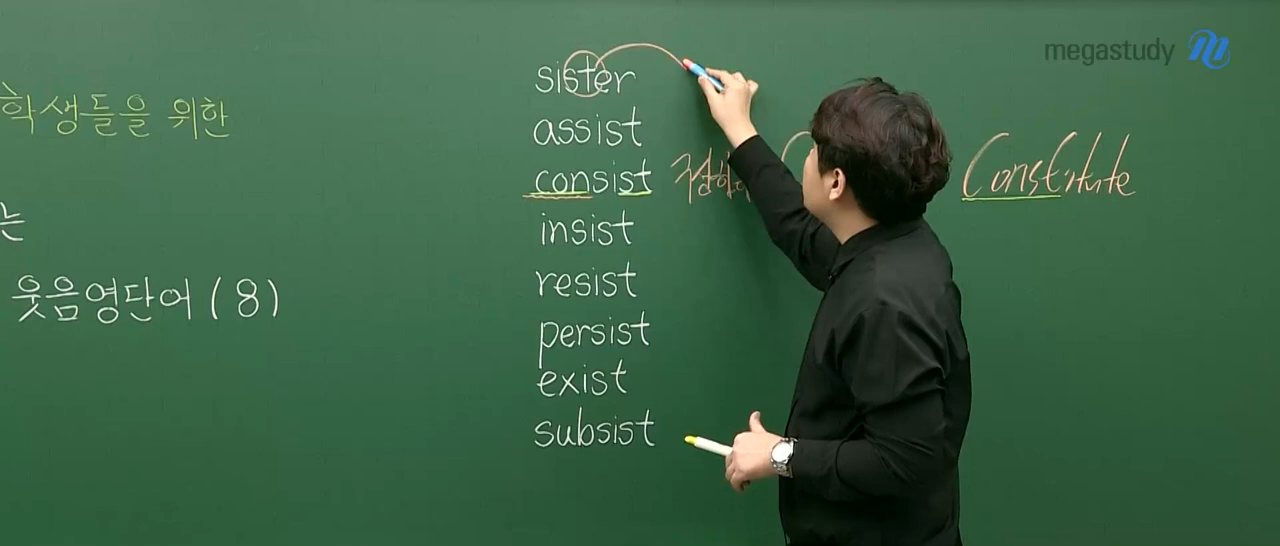 megastudy
학생들을 위한
는
웃음영단어 (8)
sister
assist
consist
Constitute
insist
resist
persist
exist
subsist